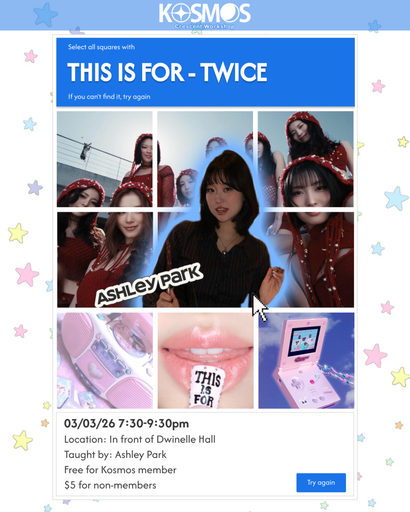 KOSMOS
Crescent Workshop
Select all squares with
THIS IS FOR - TWICE
If you can't find it, try again
ASHLEY PARK
THIS
IS
FOR
03/03/26 7:30-9:30pm
Location: In front of Dwinelle Hall
Taught by: Ashley Park
Free for Kosmos member
$5 for non-members
Try again